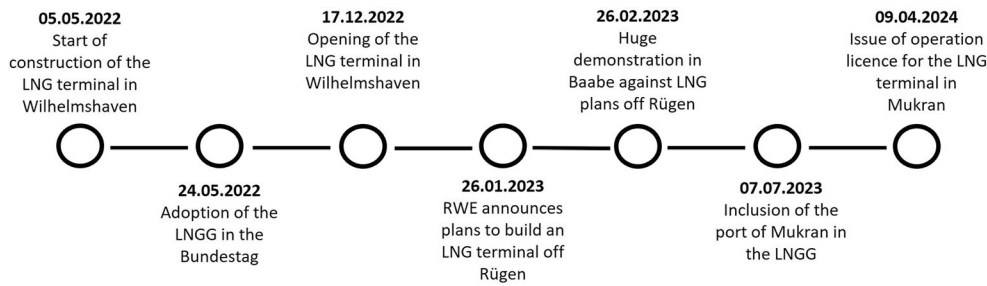 05.05.2022
Start of
construction of the
LNG terminal in
Wilhelmshaven
24.05.2022
Adoption of the
LNGG in the
Bundestag
17.12.2022
Opening of the
LNG terminal in
Wilhelmshaven
26.01.2023
RWE announces
plans to build an
LNG terminal off
Rügen
26.02.2023
Huge
demonstration in
Baabe against LNG
plans off Rügen
07.07.2023
Inclusion of the
port of Mukran in
the LNGG
09.04.2024
Issue of operation
licence for the LNG
terminal in
Mukran